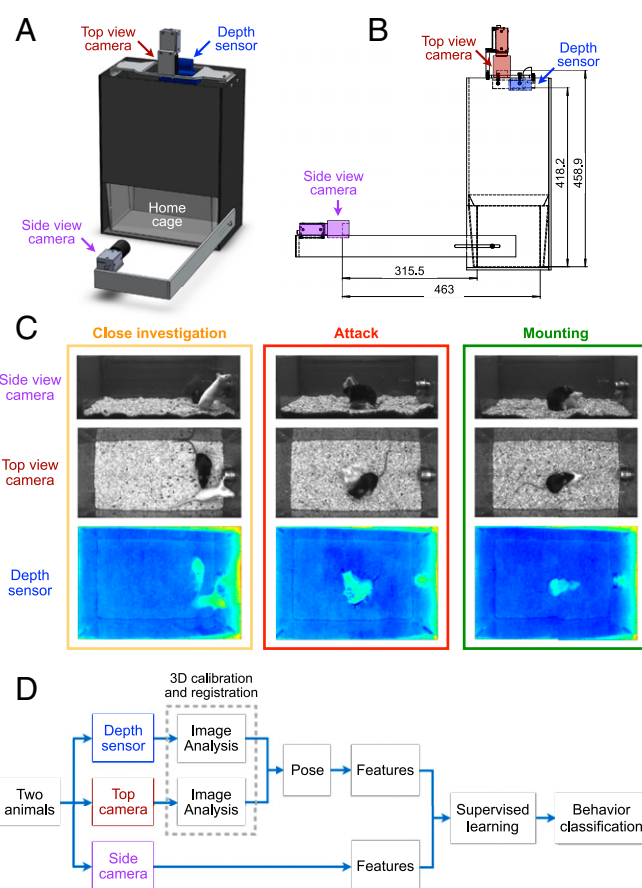 A
Top view
camera
Depth
sensor
Home
cage
Side view
camera
B
Top view
camera
Depth
sensor
Side view
camera
418.2
458.9
315.5
463
C
Close investigation
Attack
Mounting
Side view
camera
Top view
camera
Depth
sensor
D
3D calibration
and registration
Depth
sensor
Image
Analysis
Two
animals
Top
camera
Image
Analysis
Pose
Features
Side
camera
Features
Supervised
learning
Behavior
classification